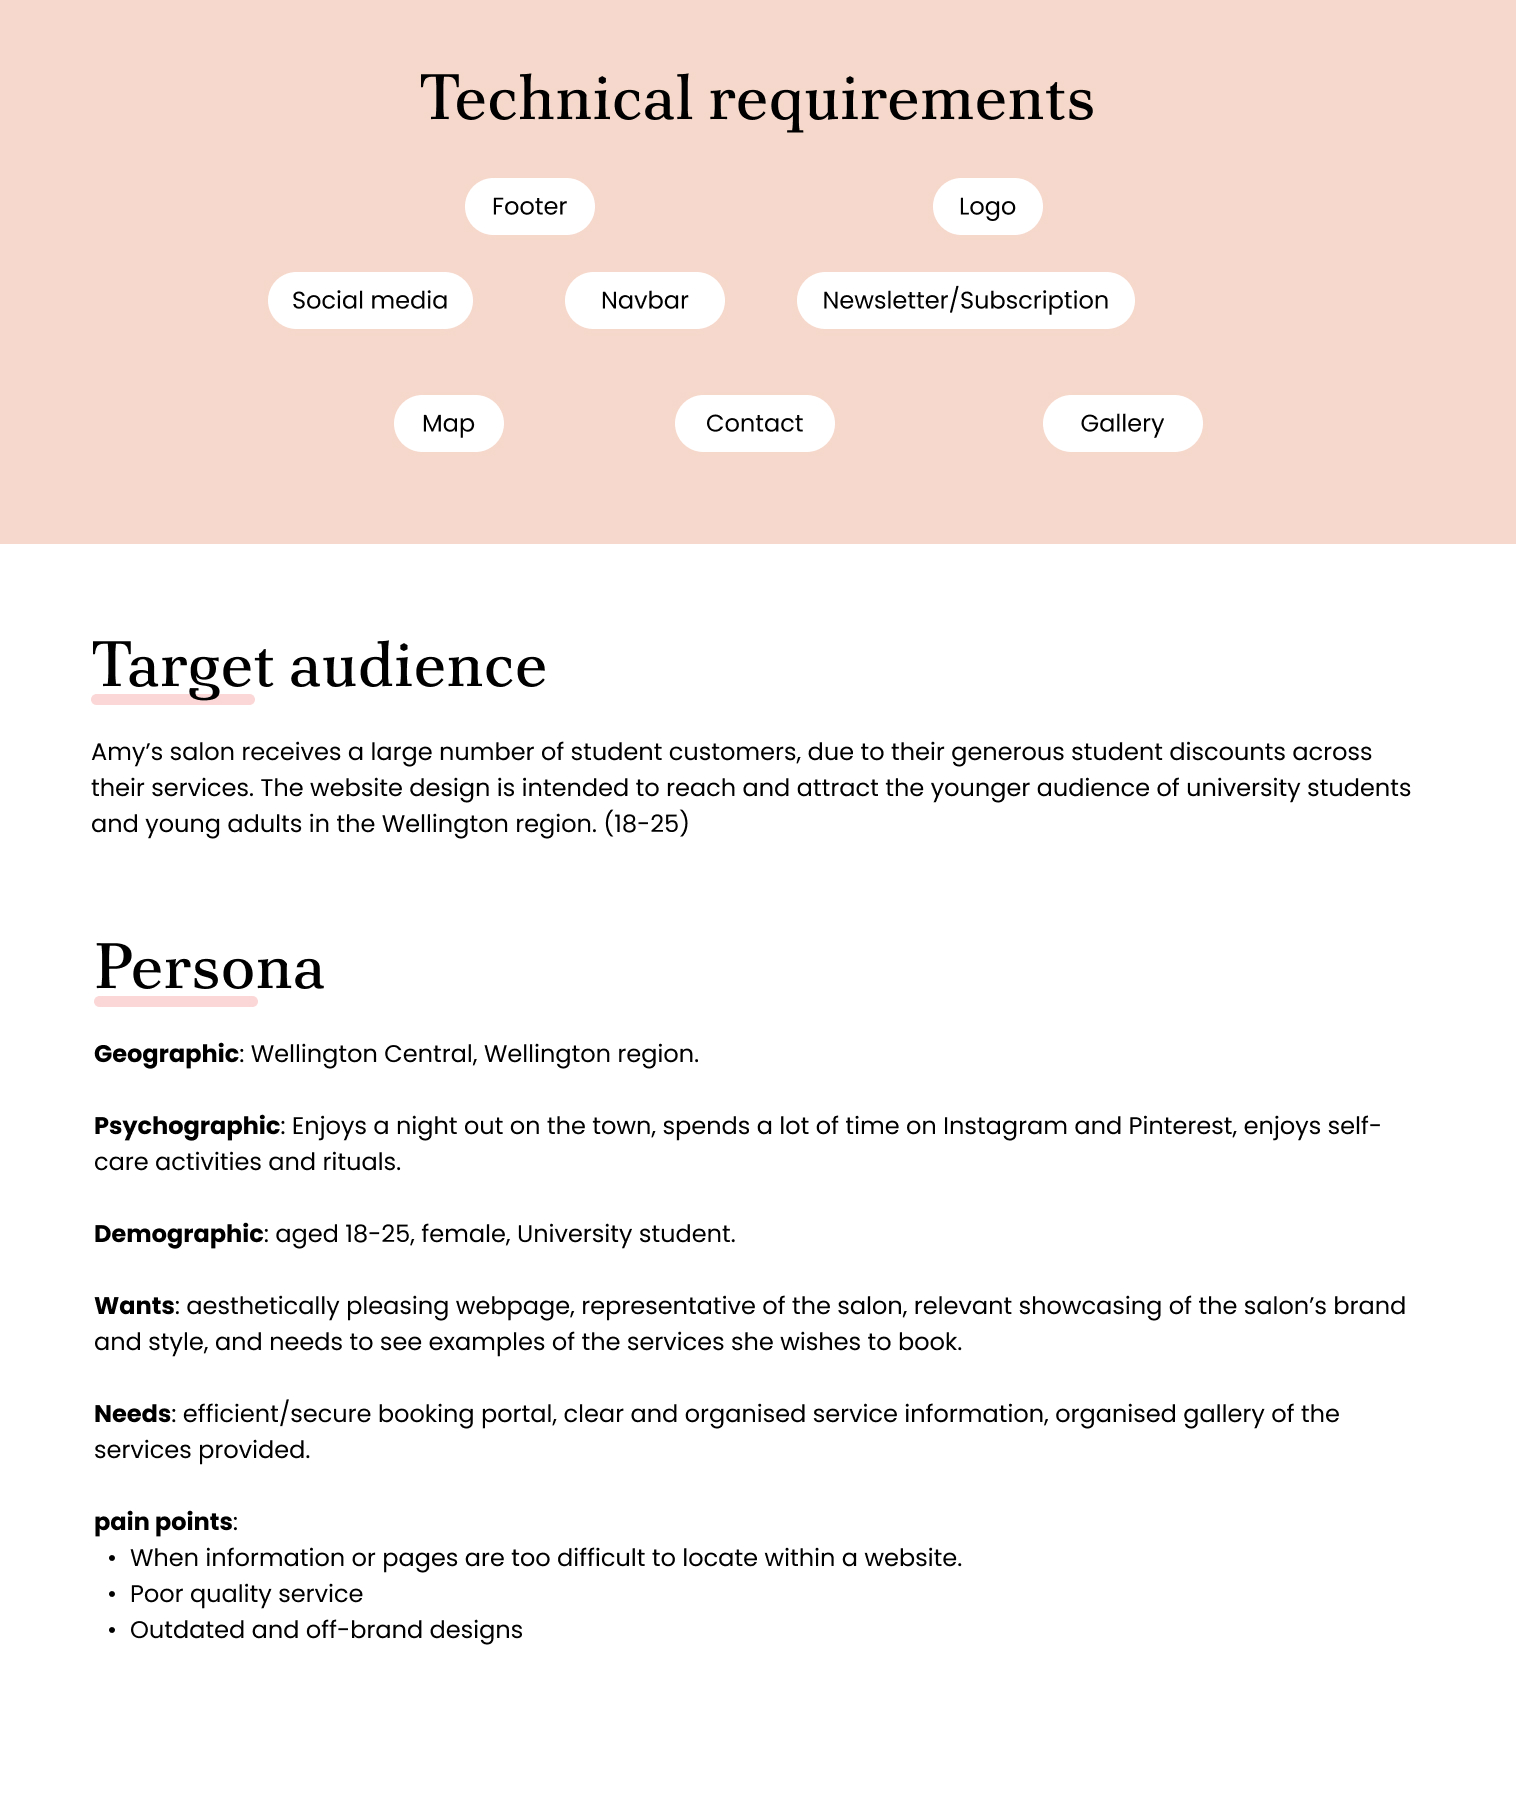 Technical requirements
Footer
Logo
Social media
Navbar
Newsletter/Subscription
Map
Contact
Gallery
Target audience
Amy’s salon receives a large number of student customers, due to their generous student discounts across
their services. The website design is intended to reach and attract the younger audience of university students
and young adults in the Wellington region. (18-25)
Persona
Geographic: Wellington Central, Wellington region.
Psychographic: Enjoys a night out on the town, spends a lot of time on Instagram and Pinterest, enjoys self-
care activities and rituals.
Demographic: aged 18-25, female, University student.
Wants: aesthetically pleasing webpage, representative of the salon, relevant showcasing of the salon’s brand
and style, and needs to see examples of the services she wishes to book.
Needs: efficient/secure booking portal, clear and organised service information, organised gallery of the
services provided.
pain points:
• When information or pages are too difficult to locate within a website.
• Poor quality service
• Outdated and off-brand designs